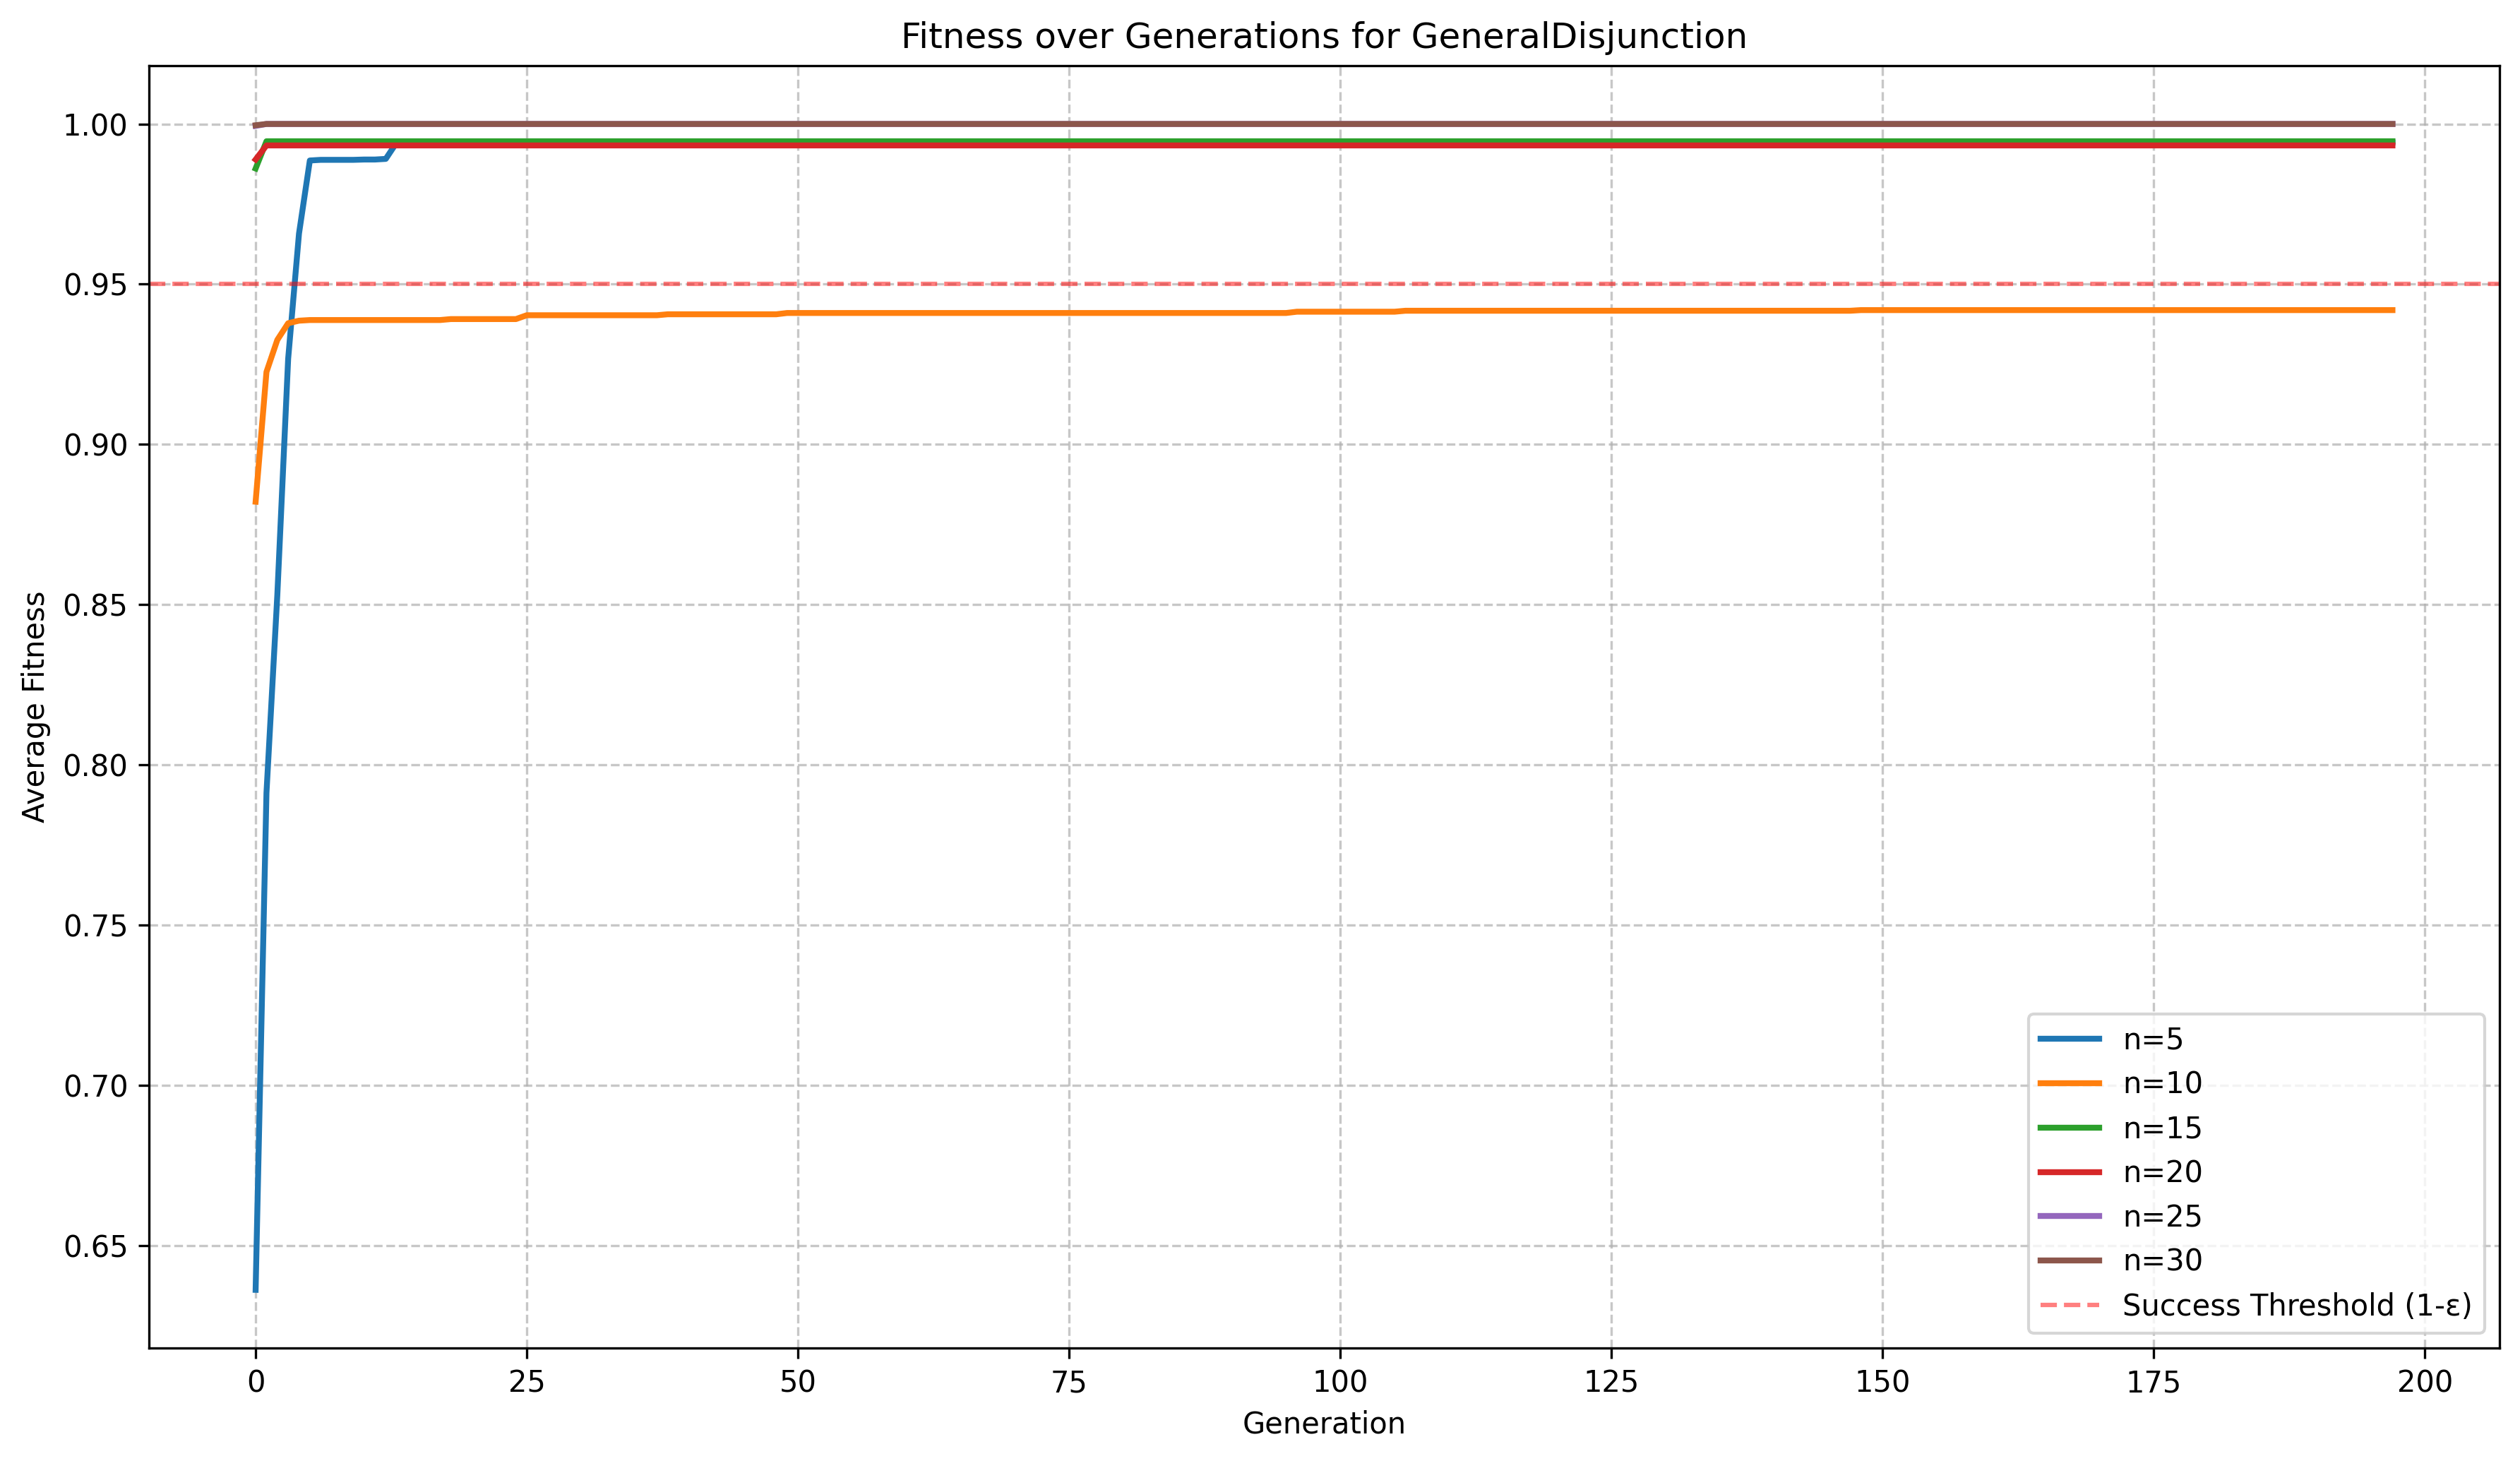 Fitness over Generations for GeneralDisjunction
Average Fitness
1.00
0.95
0.90
0.85
0.80
0.75
0.70
0.65
n=5
n=10
n=15
n=20
n=25
n=30
Success Threshold (1-ε)
0 25 50 75 100 125 150 175 200
Generation